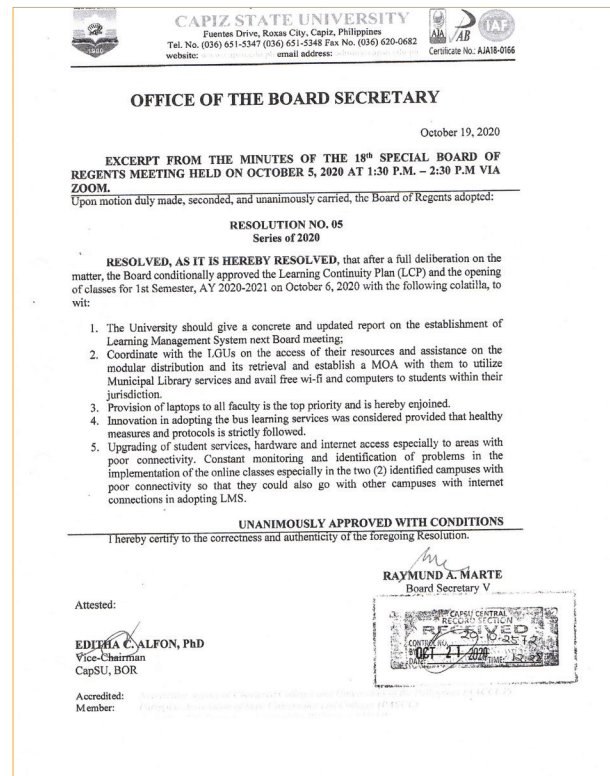 CAPIZ STATE UNIVERSITY
Fuentes Drive, Roxas City, Capiz, Philippines
Tel. No. (036) 651-5347 (036) 651-5348 Fax No. (036) 620-0682
website: email address:
1980
AJA
AB
IAF
Certificate No.: AJA18-0166
OFFICE OF THE BOARD SECRETARY
October 19, 2020
EXCERPT FROM THE MINUTES OF THE 18th SPECIAL BOARD OF
REGENTS MEETING HELD ON OCTOBER 5, 2020 AT 1:30 P.M. – 2:30 P.M VIA
ZOOM.
Upon motion duly made, seconded, and unanimously carried, the Board of Regents adopted:
RESOLUTION NO. 05
Series of 2020
RESOLVED, AS IT IS HEREBY RESOLVED, that after a full deliberation on the
matter, the Board conditionally approved the Learning Continuity Plan (LCP) and the opening
of classes for 1st Semester, AY 2020-2021 on October 6, 2020 with the following colatilla, to
wit:
1. The University should give a concrete and updated report on the establishment of
Learning Management System next Board meeting;
2. Coordinate with the LGUs on the access of their resources and assistance on the
modular distribution and its retrieval and establish a MOA with them to utilize
Municipal Library services and avail free wi-fi and computers to students within their
jurisdiction.
3. Provision of laptops to all faculty is the top priority and is hereby enjoined.
4. Innovation in adopting the bus learning services was considered provided that healthy
measures and protocols is strictly followed.
5. Upgrading of student services, hardware and internet access especially to areas with
poor connectivity. Constant monitoring and identification of problems in the
implementation of the online classes especially in the two (2) identified campuses with
poor connectivity so that they could also go with other campuses with internet
connections in adopting LMS.
UNANIMOUSLY APPROVED WITH CONDITIONS
I hereby certify to the correctness and authenticity of the foregoing Resolution.
RAYMUND A. MARTE
Board Secretary V
Attested:
CAPSU CENTRAL
RECORD SECTION
RECEIVED
CONTROL NO. 20-10-2572
BY
DATE: OCT 21 2020 TIME:
EDITHA C. ALFON, PhD
Vice-Chairman
CapSU, BOR
Accredited:
Member: